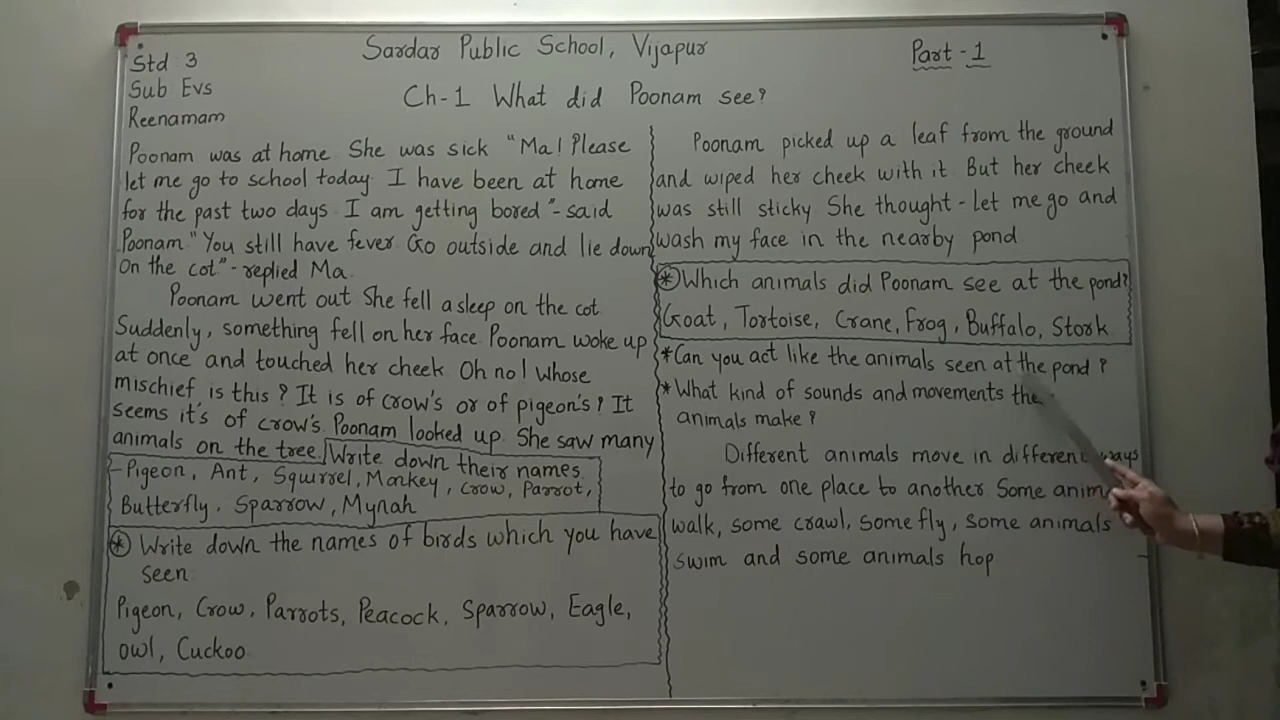 Std 3
Sub Evs
Reenamam
Sardar Public School, Vijapur
Part - 1
Ch-1 What did Poonam see?
Poonam was at home. She was sick "Ma! Please
let me go to school today. I have been at home
for the past two days. I am getting bored"- said
Poonam "You still have fever. Go outside and lie down
on the cot"- replied Ma.
Poonam went out She fell a sleep on the cot.
Suddenly, something fell on her face Poonam woke up
at once and touched her cheek. Oh no! Whose
mischief is this? It is of crow's or of pigeon's? It
seems it's of crow's. Poonam looked up. She saw many
animals on the tree. Write down their names
- Pigeon, Ant, Squirrel, Monkey, Crow, Parrot,
Butterfly, Sparrow, Mynah
* Write down the names of birds which you have
seen.
Pigeon, Crow, Parrots, Peacock, Sparrow, Eagle,
owl, Cuckoo
Poonam picked up a leaf from the ground
and wiped her cheek with it. But her cheek
was still sticky. She thought - Let me go and
wash my face in the nearby pond
* Which animals did Poonam see at the pond?
Goat, Tortoise, Crane, Frog, Buffalo, Stork
* Can you act like the animals seen at the pond?
* What kind of sounds and movements the
animals make?
Different animals move in different ways
to go from one place to another Some
walk, some crawl, some fly, some animals
swim and some animals hop.